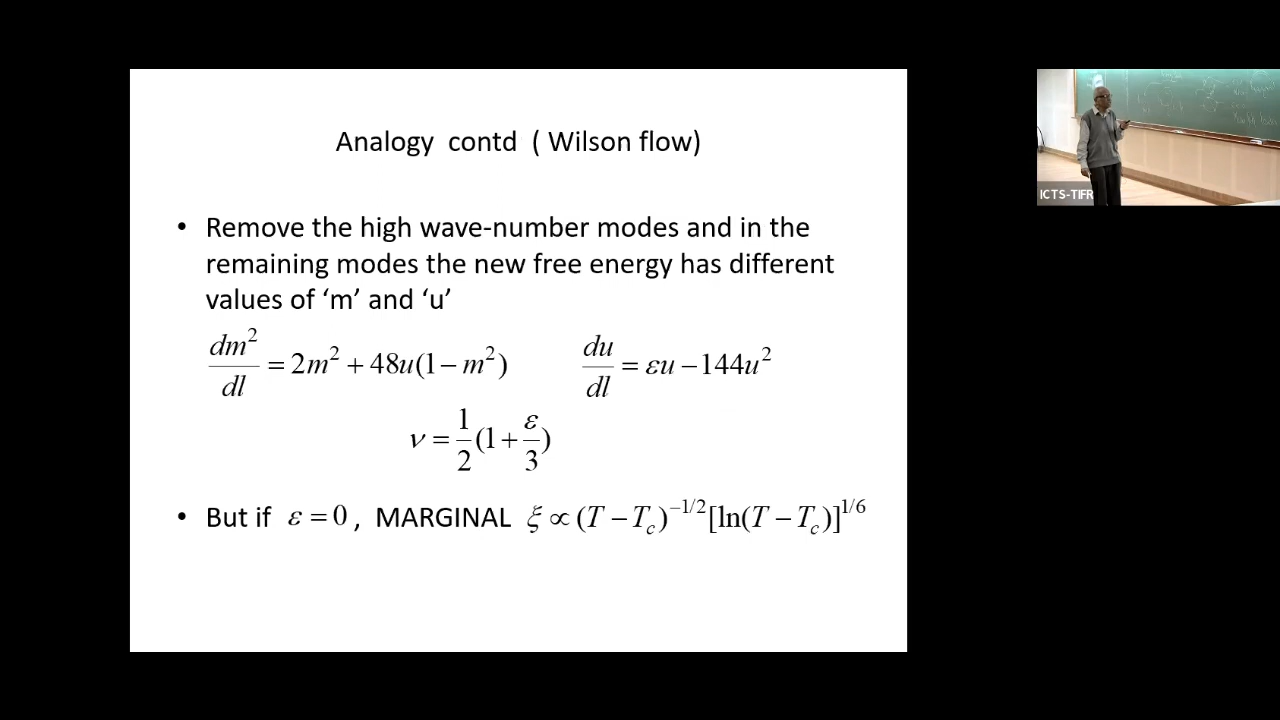 Analogy contd ( Wilson flow)
• Remove the high wave-number modes and in the
remaining modes the new free energy has different
values of ‘m’ and ‘u’
dm²/dl = 2m² + 48u(1 − m²)    du/dl = εu − 144u²
ν = 1/2(1 + ε/3)
• But if ε = 0 , MARGINAL ξ ∝ (T − T_c)^{−1/2}[ln(T − T_c)]^{1/6}
ICTS-TIFR